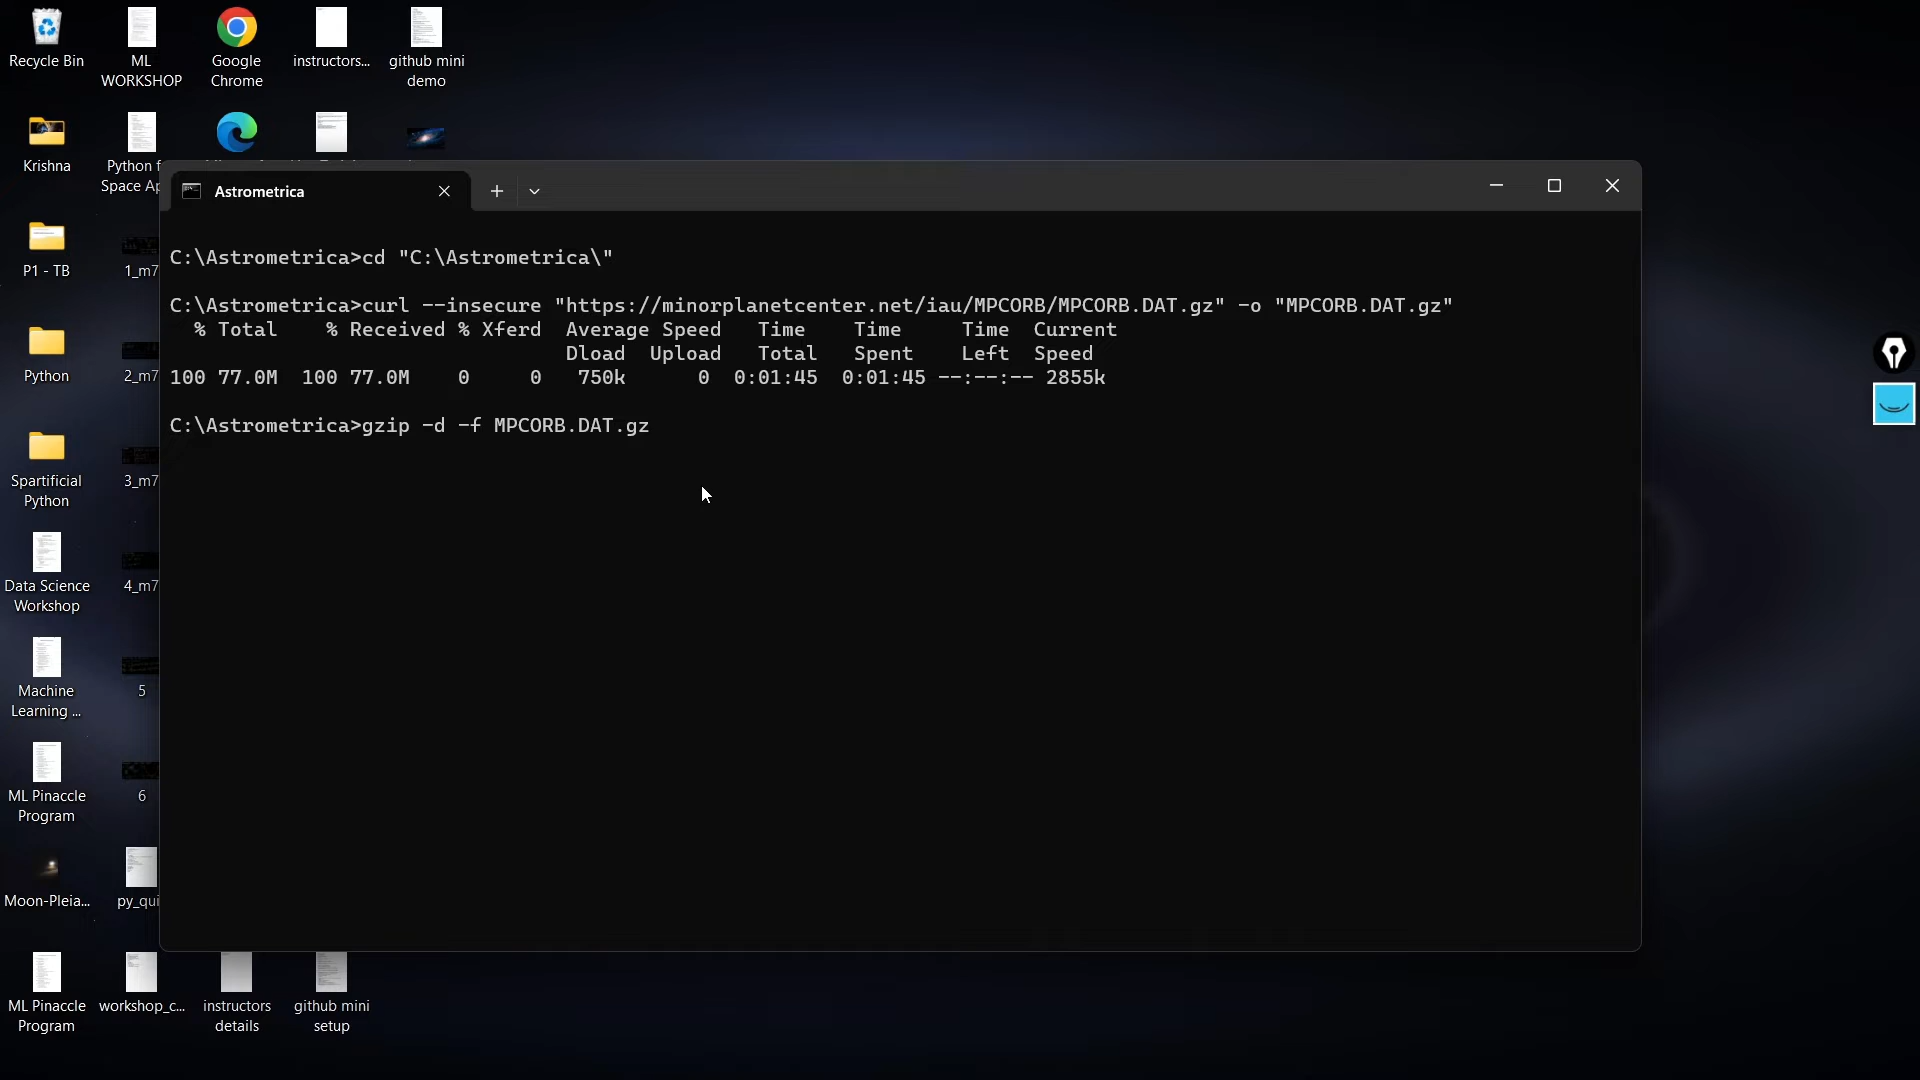 Recycle Bin
ML
WORKSHOP
Google
Chrome
instructors...
github mini
demo
Krishna
Python f
Space Ap
Astrometrica
P1 - TB
1_m7
C:\Astrometrica>cd "C:\Astrometrica\"
C:\Astrometrica>curl --insecure "https://minorplanetcenter.net/iau/MPCORB/MPCORB.DAT.gz" -o "MPCORB.DAT.gz"
% Total % Received % Xferd Average Speed Time Time Time Current
Dload Upload Total Spent Left Speed
100 77.0M 100 77.0M 0 0 750k 0 0:01:45 0:01:45 --:--:-- 2855k
C:\Astrometrica>gzip -d -f MPCORB.DAT.gz
Python
2_m7
Spartificial
Python
3_m7
Data Science
Workshop
4_m7
Machine
Learning ...
5
ML Pinaccle
Program
6
Moon-Pleia...
py_qui
ML Pinaccle
Program
workshop_c...
instructors
details
github mini
setup